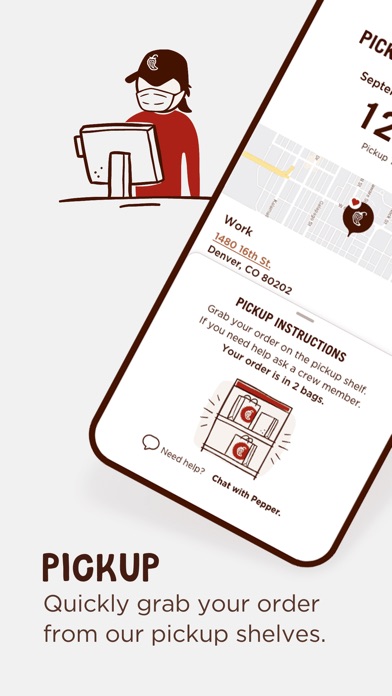 PICK
Septe
12
Pickup
Work
1480 16th St.
Denver, CO 80202
PICKUP INSTRUCTIONS
Grab your order on the pickup shelf.
If you need help ask a crew member.
Your order is in 2 bags.
Need help? Chat with Pepper.
PICKUP
Quickly grab your order
from our pickup shelves.